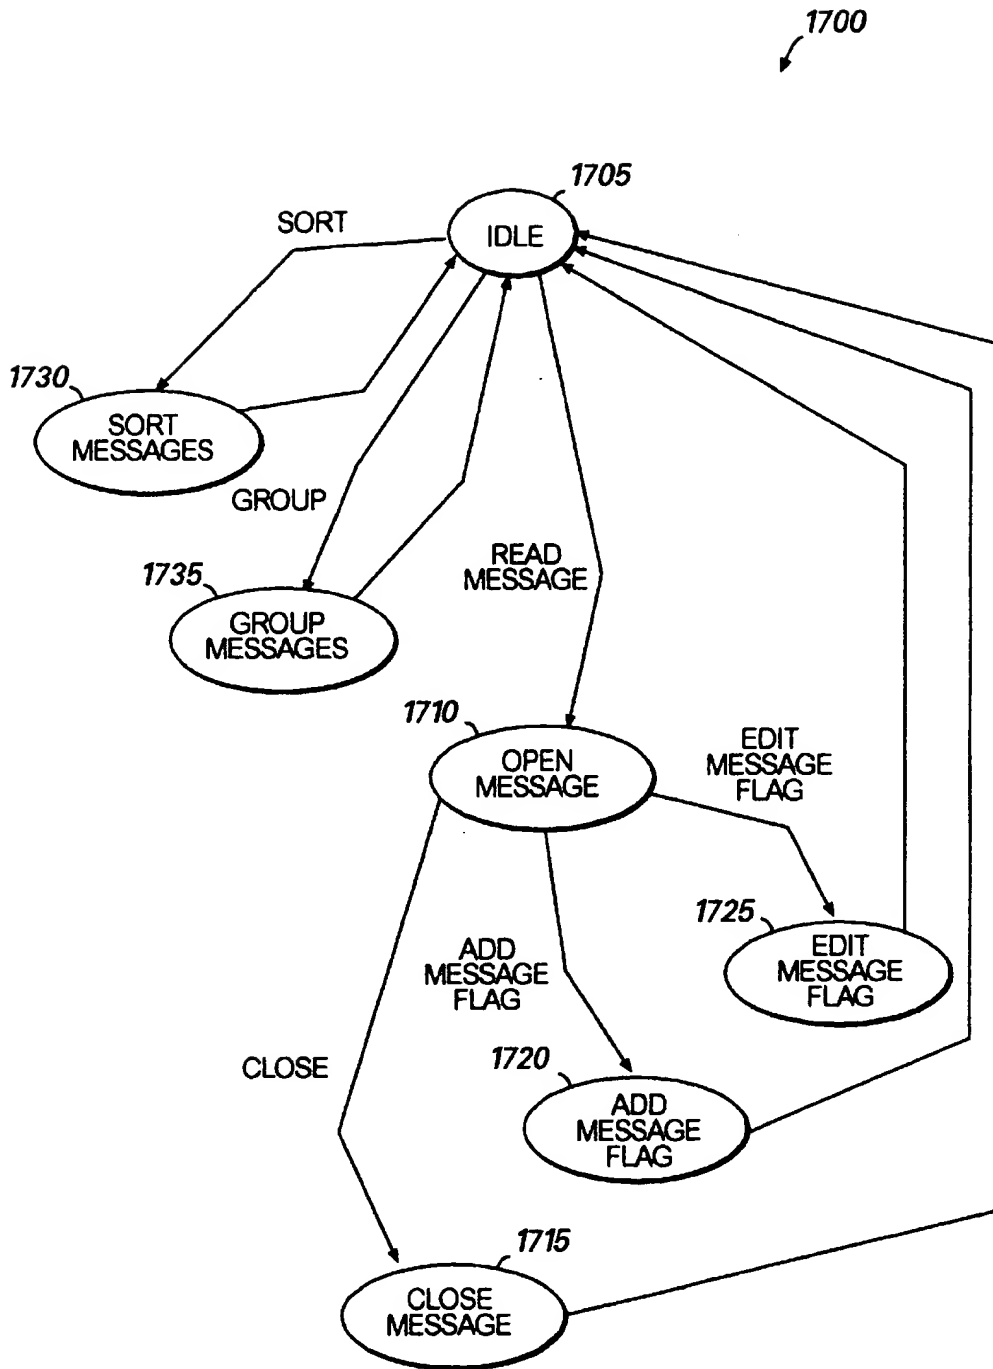 1700
1705
IDLE
SORT
1730
SORT
MESSAGES
GROUP
1735
GROUP
MESSAGES
READ
MESSAGE
1710
OPEN
MESSAGE
EDIT
MESSAGE
FLAG
1725
EDIT
MESSAGE
FLAG
ADD
MESSAGE
FLAG
1720
ADD
MESSAGE
FLAG
CLOSE
1715
CLOSE
MESSAGE